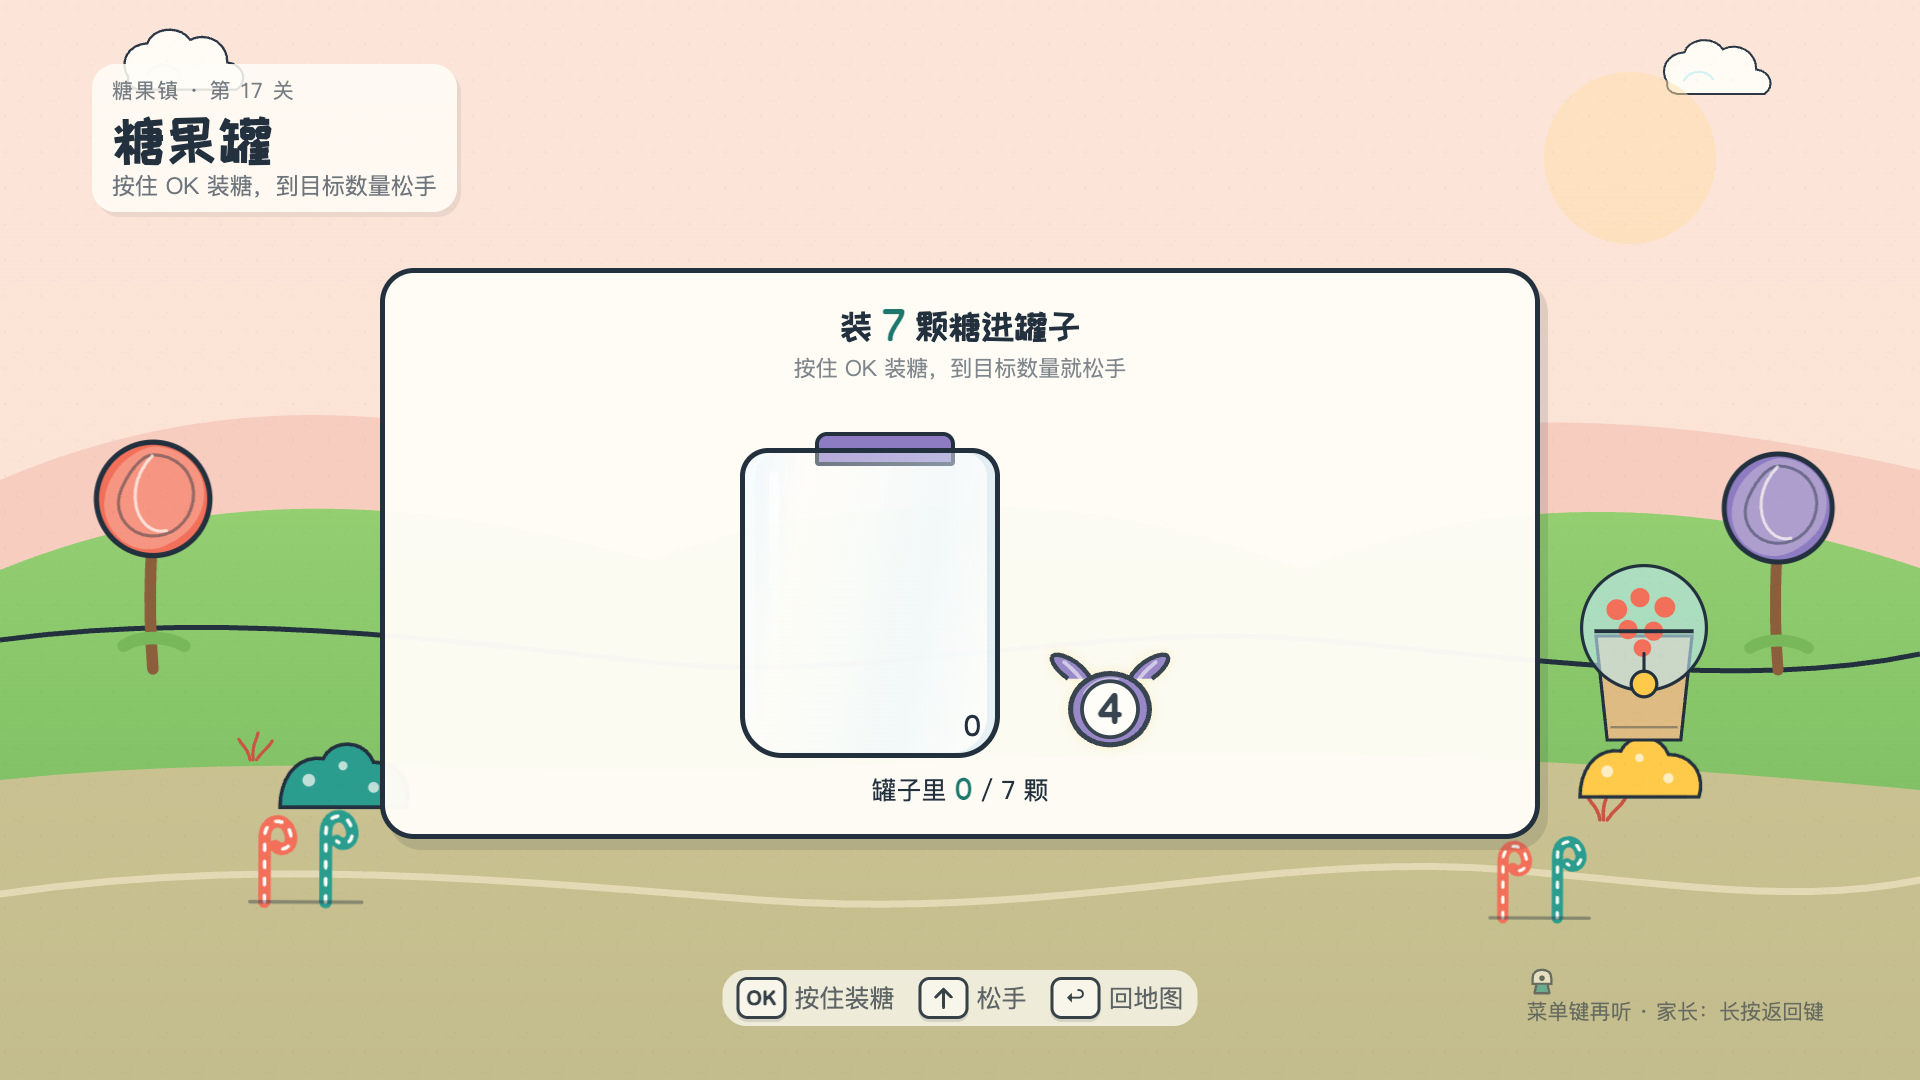 糖果镇 · 第 17 关
糖果罐
按住 OK 装糖，到目标数量松手
装 7 颗糖进罐子
按住 OK 装糖，到目标数量就松手
0
4
罐子里 0 / 7 颗
OK 按住装糖 ↑ 松手 ↩ 回地图
菜单键再听 · 家长：长按返回键